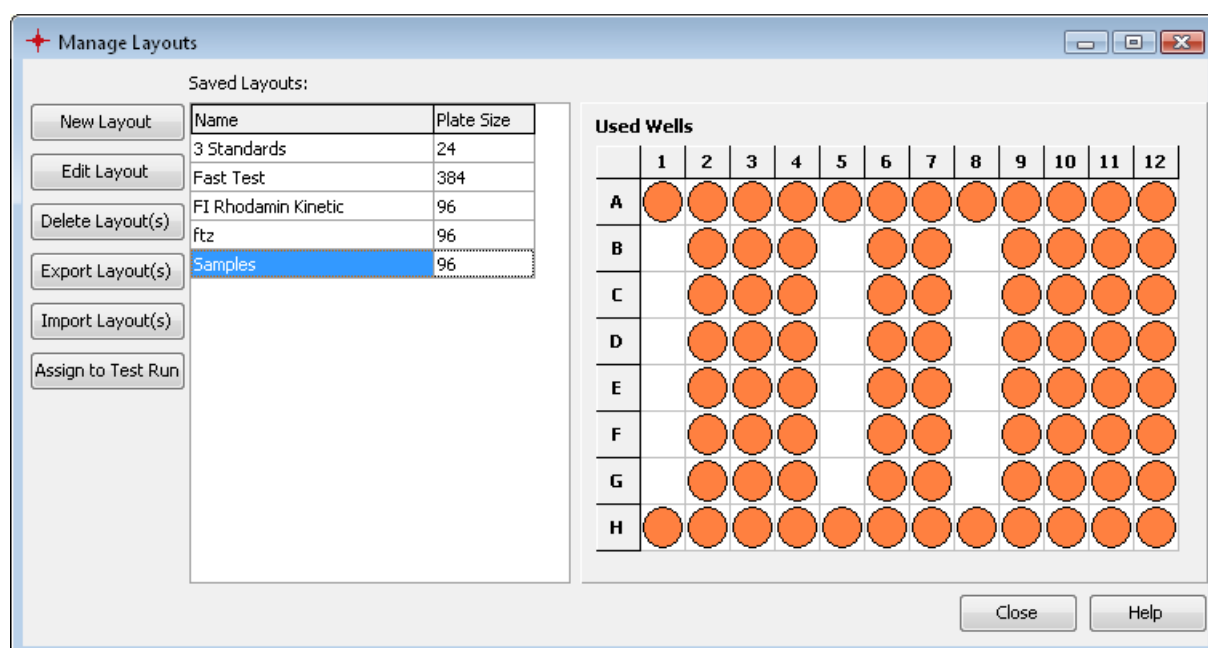 Manage Layouts
Saved Layouts:
New Layout
Edit Layout
Delete Layout(s)
Export Layout(s)
Import Layout(s)
Assign to Test Run
Name Plate Size
3 Standards 24
Fast Test 384
FI Rhodamin Kinetic 96
ftz 96
Samples 96
Used Wells
1 2 3 4 5 6 7 8 9 10 11 12
A
B
C
D
E
F
G
H
Close Help